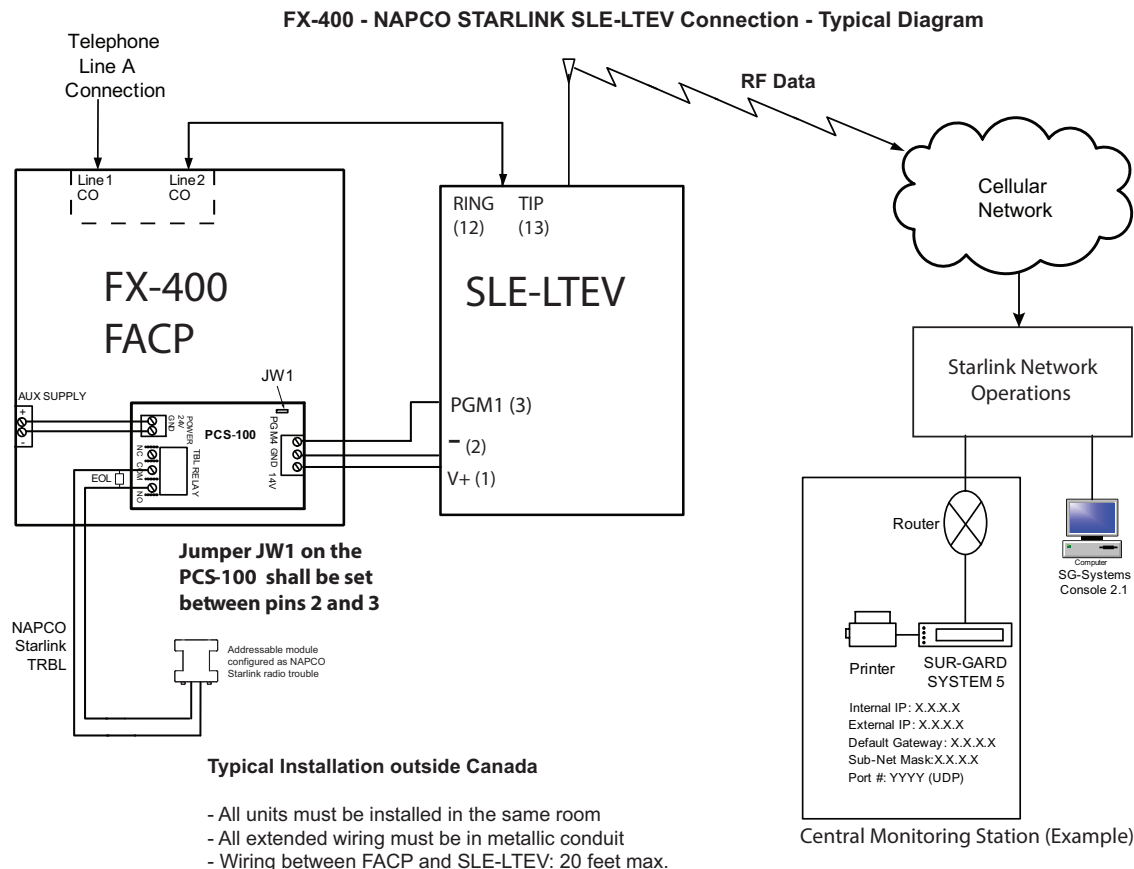 FX-400 - NAPCO STARLINK SLE-LTEV Connection - Typical Diagram
Telephone
Line A
Connection
RF Data
Line1
CO
Line2
CO
RING
(12)
TIP
(13)
Cellular
Network
FX-400
FACP
SLE-LTEV
Starlink Network
Operations
JW1
AUX SUPPLY
+
-
POWER
24V
GND
PCS-100
PGM4 GND 14V
TBL RELAY
NC COM NO
EOL
PGM1 (3)
– (2)
V+ (1)
Jumper JW1 on the
PCS-100 shall be set
between pins 2 and 3
Router
Computer
SG-Systems
Console 2.1
NAPCO
Starlink
TRBL
Addressable module
configured as NAPCO
Starlink radio trouble
Printer
SUR-GARD
SYSTEM 5
Internal IP: X.X.X.X
External IP: X.X.X.X
Default Gateway: X.X.X.X
Sub-Net Mask:X.X.X.X
Port #: YYYY (UDP)
Central Monitoring Station (Example)
Typical Installation outside Canada
- All units must be installed in the same room
- All extended wiring must be in metallic conduit
- Wiring between FACP and SLE-LTEV: 20 feet max.